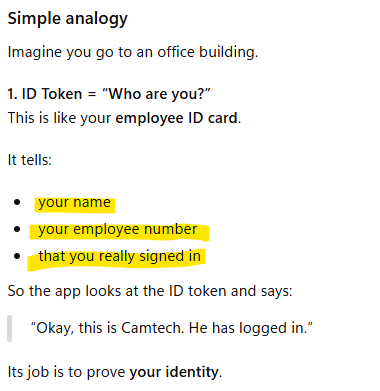 Simple analogy
Imagine you go to an office building.
1. ID Token = “Who are you?”
This is like your employee ID card.
It tells:
• your name
• your employee number
• that you really signed in
So the app looks at the ID token and says:
“Okay, this is Camtech. He has logged in.”
Its job is to prove your identity.